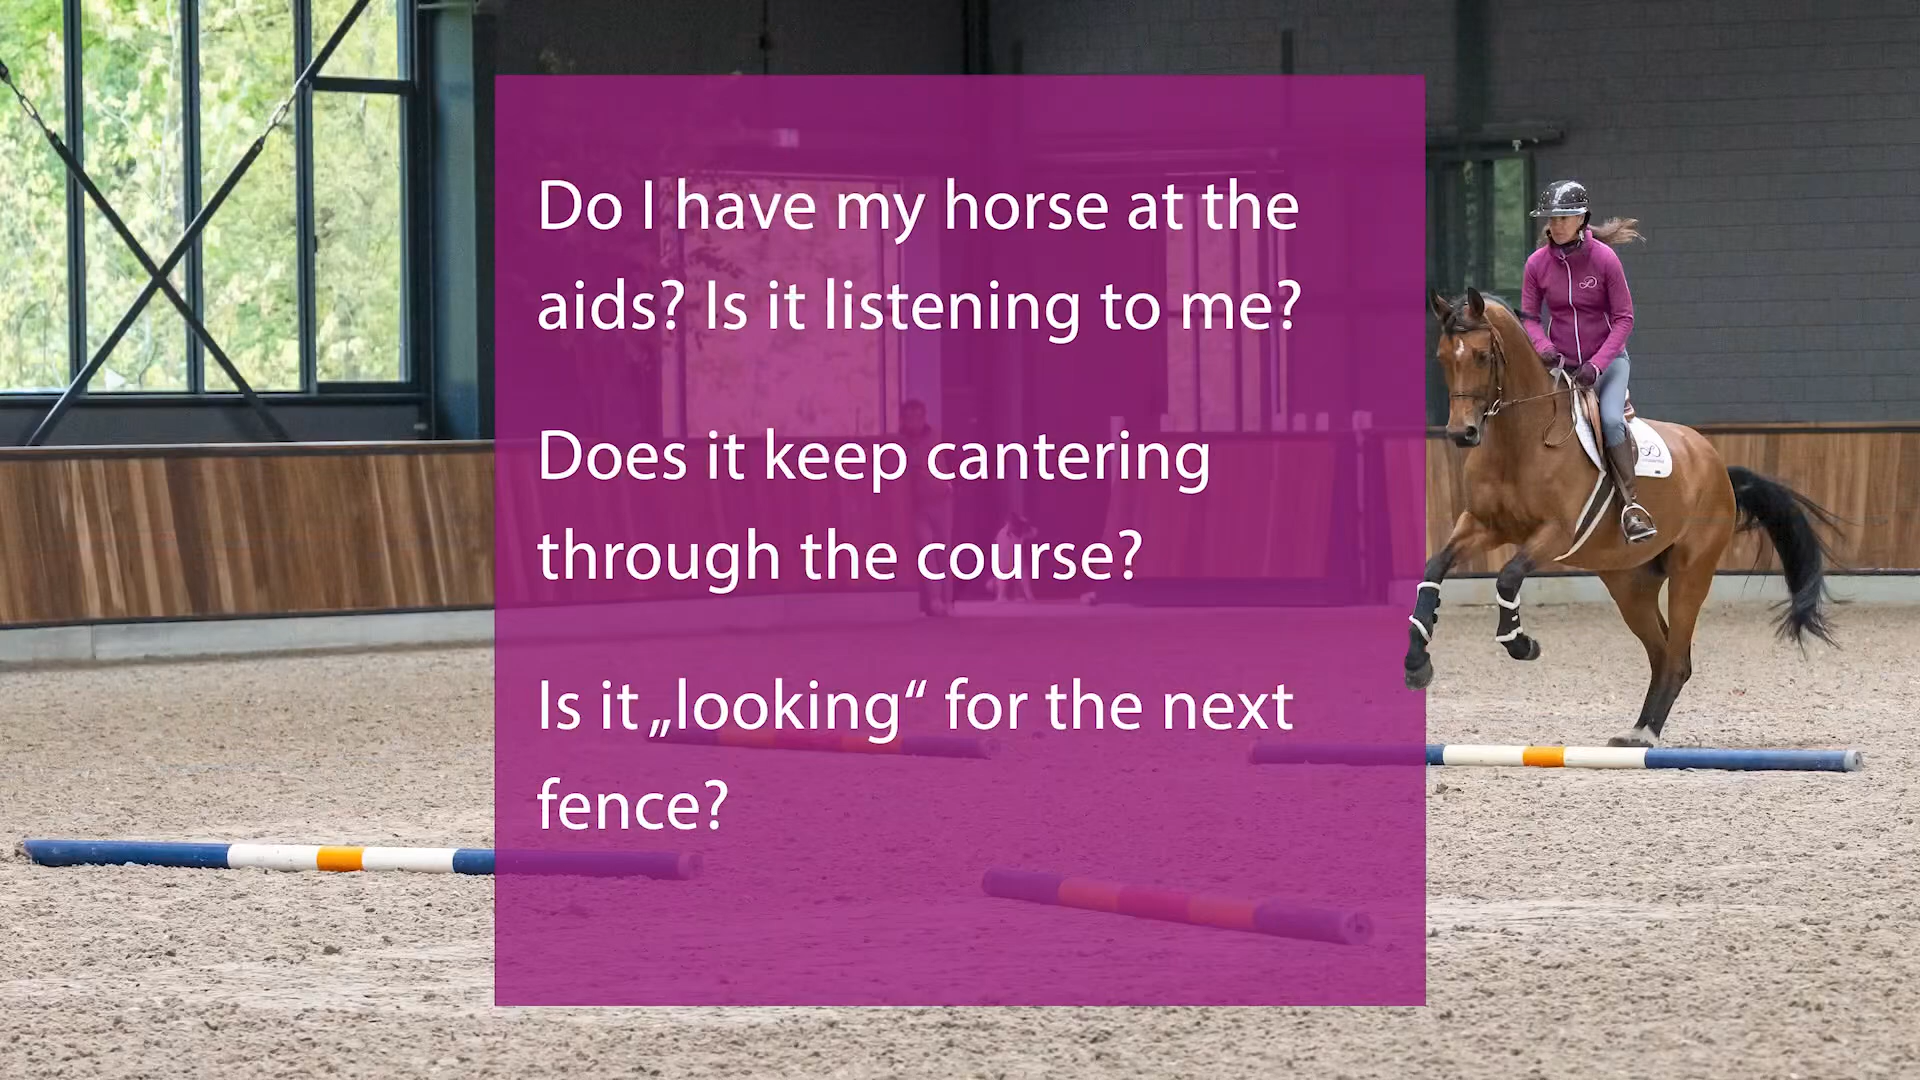 Do I have my horse at the
aids? Is it listening to me?
Does it keep cantering
through the course?
Is it „looking“ for the next
fence?